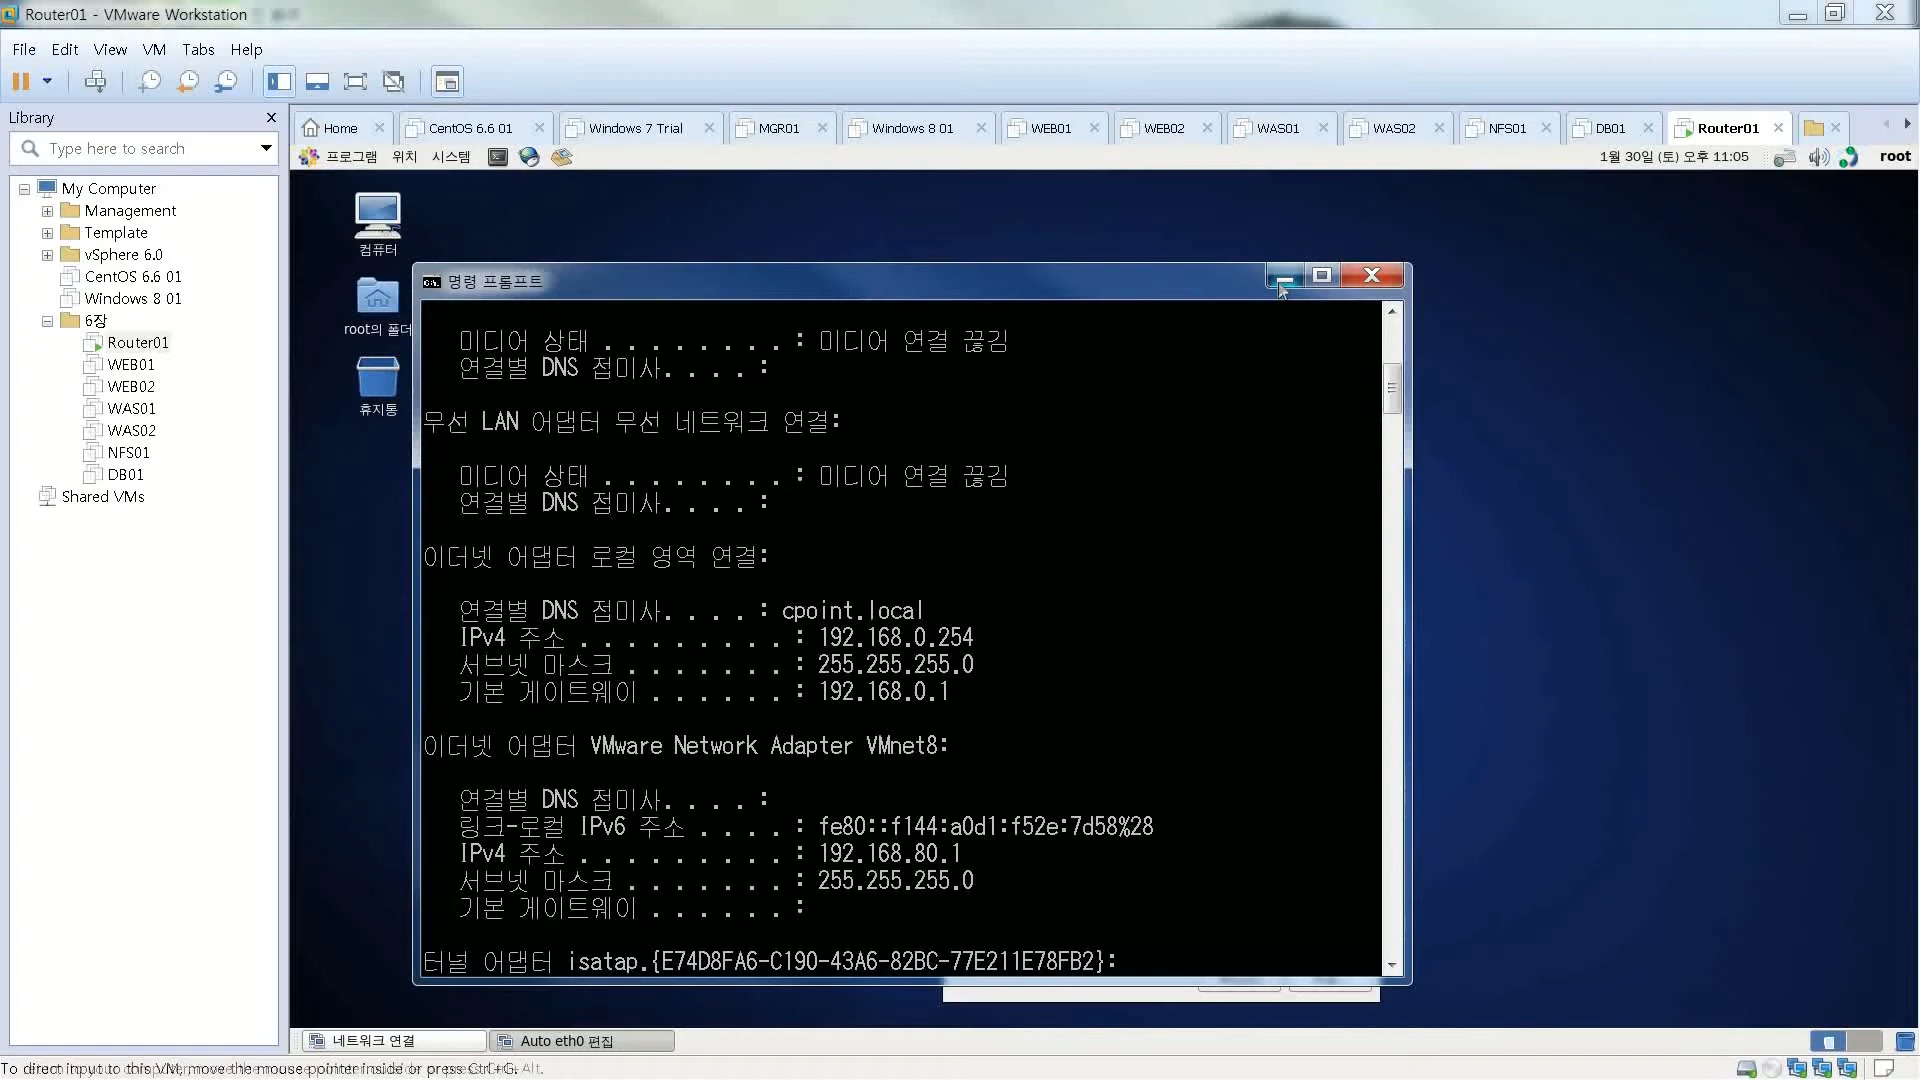 Router01 - VMware Workstation
File Edit View VM Tabs Help
Library
Type here to search
My Computer
Management
Template
vSphere 6.0
CentOS 6.6 01
Windows 8 01
6장
Router01
WEB01
WEB02
WAS01
WAS02
NFS01
DB01
Shared VMs
Home CentOS 6.6 01 Windows 7 Trial MGR01 Windows 8 01 WEB01 WEB02 WAS01 WAS02 NFS01 DB01 Router01
프로그램 위치 시스템 1월 30일 (토) 오후 11:05 root
컴퓨터
root의 폴더
휴지통
명령 프롬프트
미디어 상태 . . . . . . . . : 미디어 연결 끊김
연결별 DNS 접미사. . . . :
무선 LAN 어댑터 무선 네트워크 연결:
미디어 상태 . . . . . . . . : 미디어 연결 끊김
연결별 DNS 접미사. . . . :
이더넷 어댑터 로컬 영역 연결:
연결별 DNS 접미사. . . . : cpoint.local
IPv4 주소 . . . . . . . . . : 192.168.0.254
서브넷 마스크 . . . . . . . : 255.255.255.0
기본 게이트웨이 . . . . . . : 192.168.0.1
이더넷 어댑터 VMware Network Adapter VMnet8:
연결별 DNS 접미사. . . . :
링크-로컬 IPv6 주소 . . . . : fe80::f144:a0d1:f52e:7d58%28
IPv4 주소 . . . . . . . . . : 192.168.80.1
서브넷 마스크 . . . . . . . : 255.255.255.0
기본 게이트웨이 . . . . . . :
터널 어댑터 isatap.{E74D8FA6-C190-43A6-82BC-77E211E78FB2}:
네트워크 연결 Auto eth0 편집
To direct input to this VM, move the mouse pointer inside or press Ctrl+G.